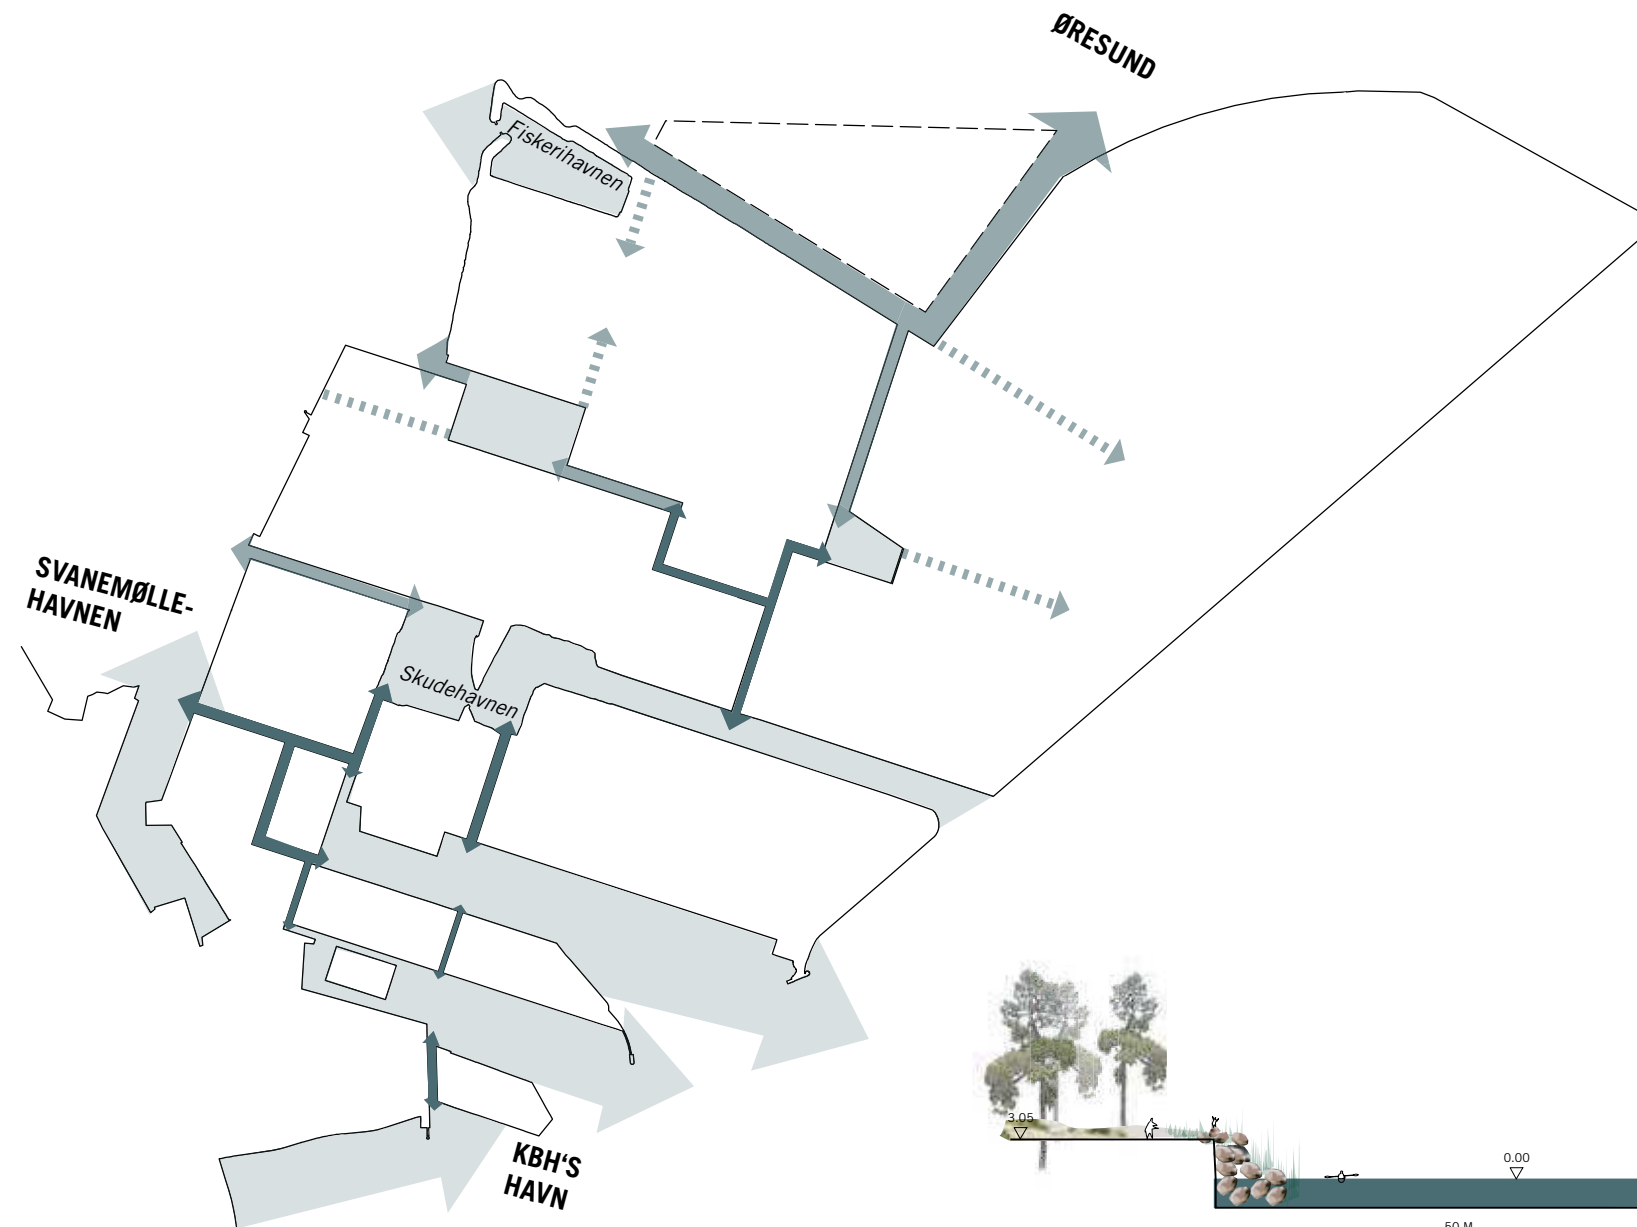 ØRESUND
Fiskerihavnen
SVANEMØLLE-
HAVNEN
Skudehavnen
KBH'S
HAVN
3.05
0.00
50 M